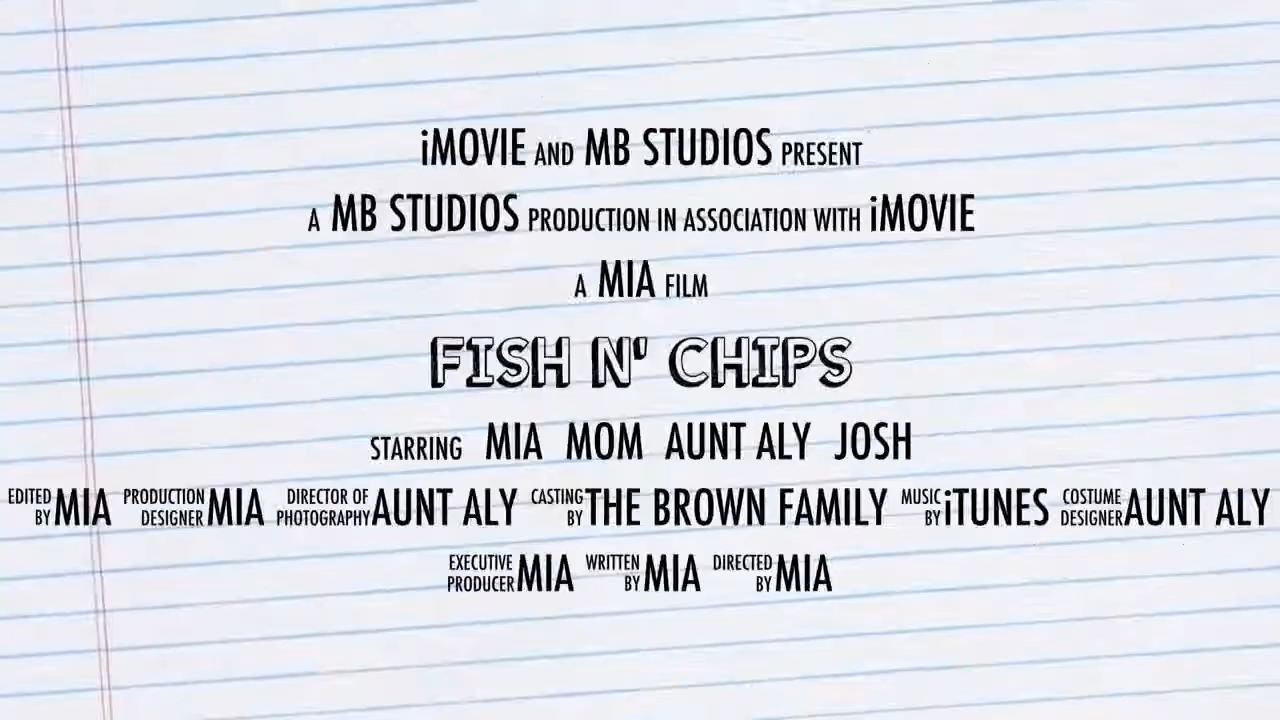 iMOVIE AND MB STUDIOS PRESENT
A MB STUDIOS PRODUCTION IN ASSOCIATION WITH iMOVIE
A MIA FILM
FISH N' CHIPS
STARRING MIA MOM AUNT ALY JOSH
EDITED BY MIA PRODUCTION DESIGNER MIA DIRECTOR OF PHOTOGRAPHY AUNT ALY CASTING BY THE BROWN FAMILY MUSIC BY iTUNES COSTUME DESIGNER AUNT ALY
EXECUTIVE PRODUCER MIA WRITTEN BY MIA DIRECTED BY MIA